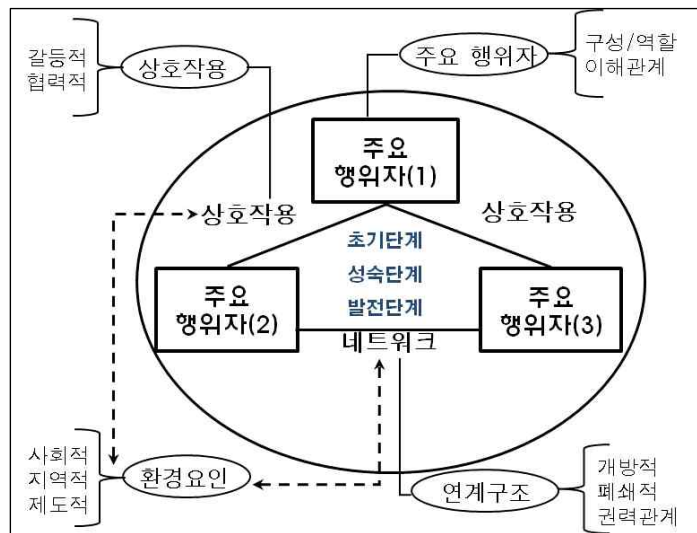 갈등적
협력적
상호작용
주요 행위자
구성/역할
이해관계
주요
행위자(1)
상호작용
상호작용
초기단계
성숙단계
발전단계
주요
행위자(2)
주요
행위자(3)
네트워크
사회적
지역적
제도적
환경요인
연계구조
개방적
폐쇄적
권력관계